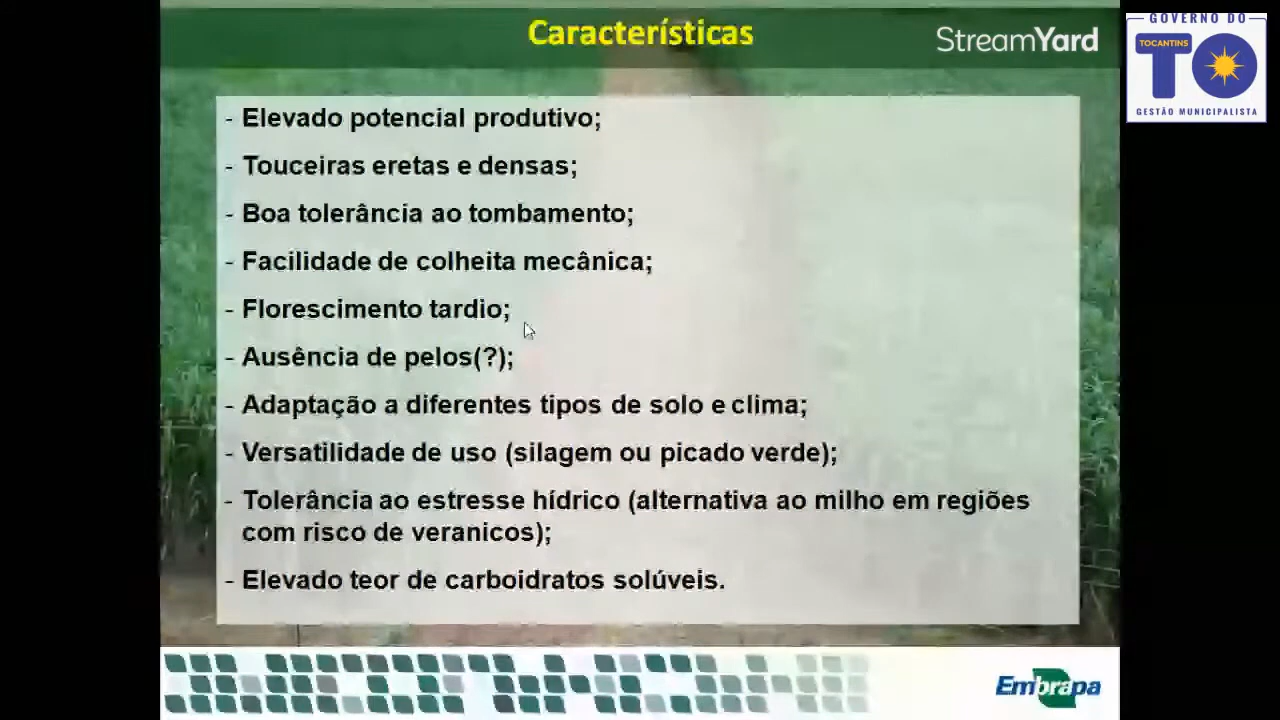 Características
StreamYard
GOVERNO DO
TOCANTINS
TO
GESTÃO MUNICIPALISTA
- Elevado potencial produtivo;
- Touceiras eretas e densas;
- Boa tolerância ao tombamento;
- Facilidade de colheita mecânica;
- Florescimento tardio;
- Ausência de pelos(?);
- Adaptação a diferentes tipos de solo e clima;
- Versatilidade de uso (silagem ou picado verde);
- Tolerância ao estresse hídrico (alternativa ao milho em regiões
com risco de veranicos);
- Elevado teor de carboidratos solúveis.
Embrapa